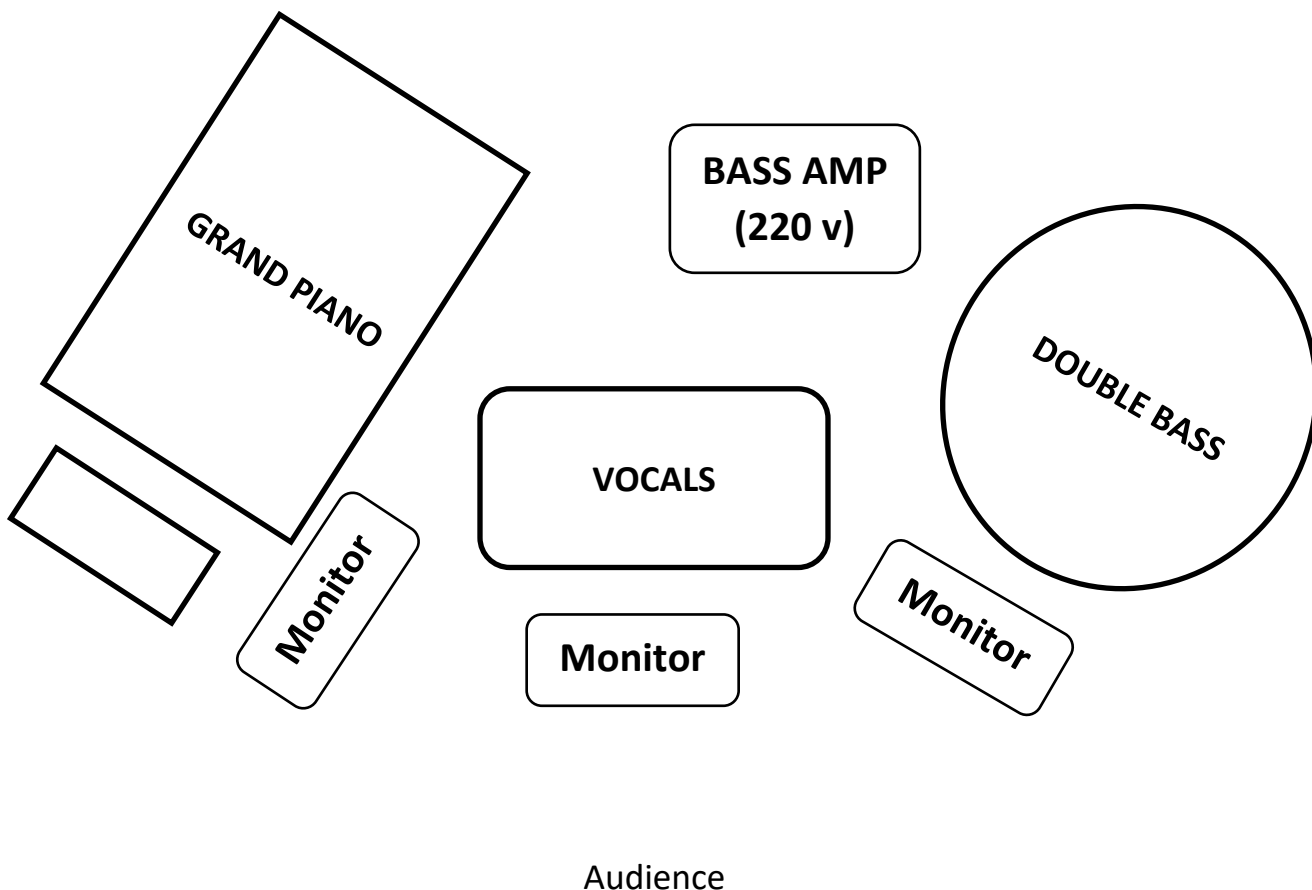 BASS AMP
(220 v)
GRAND PIANO
DOUBLE BASS
VOCALS
Monitor
Monitor
Monitor
Audience